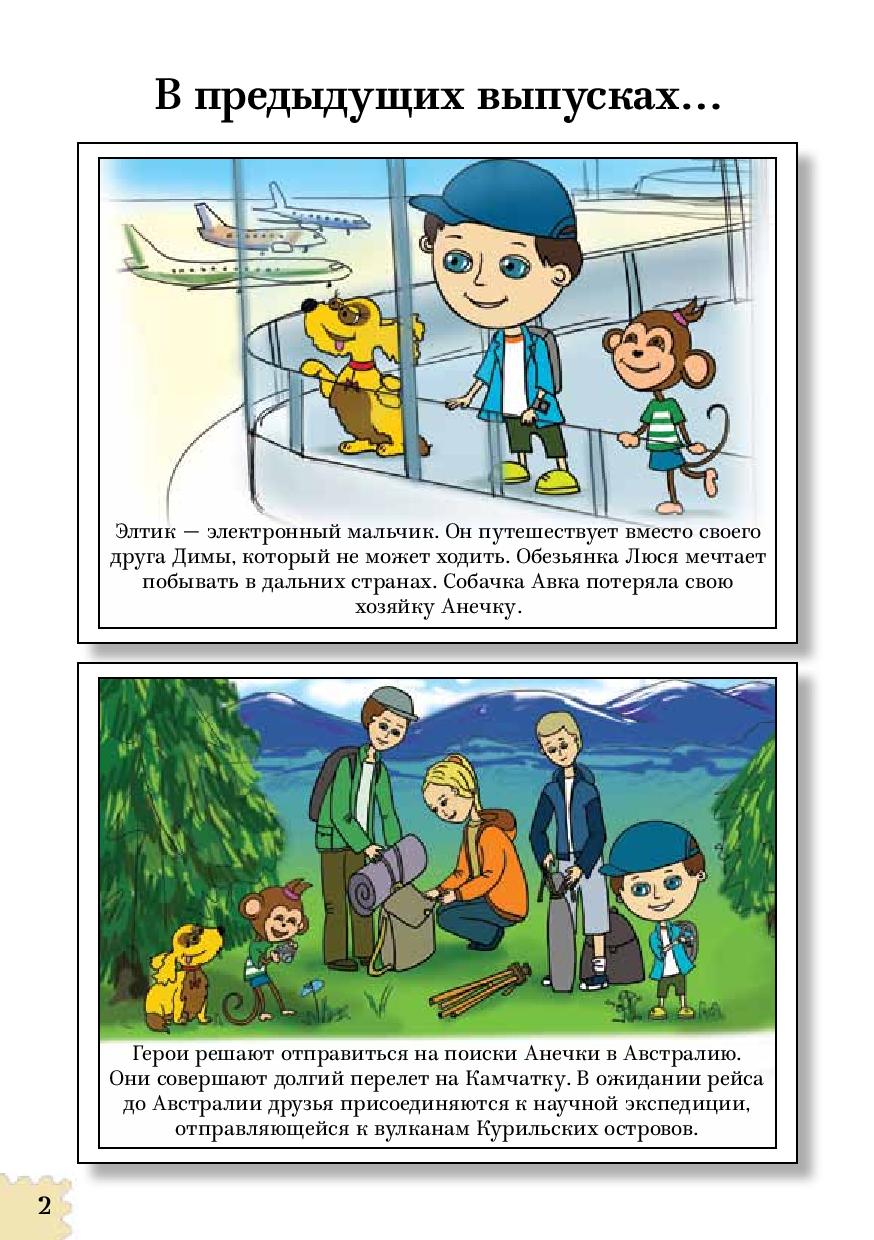 В предыдущих выпусках...
Элтик — электронный мальчик. Он путешествует вместо своего
друга Димы, который не может ходить. Обезьянка Люся мечтает
побывать в дальних странах. Собачка Авка потеряла свою
хозяйку Анечку.
Герои решают отправиться на поиски Анечки в Австралию.
Они совершают долгий перелет на Камчатку. В ожидании рейса
до Австралии друзья присоединяются к научной экспедиции,
отправляющейся к вулканам Курильских островов.
2